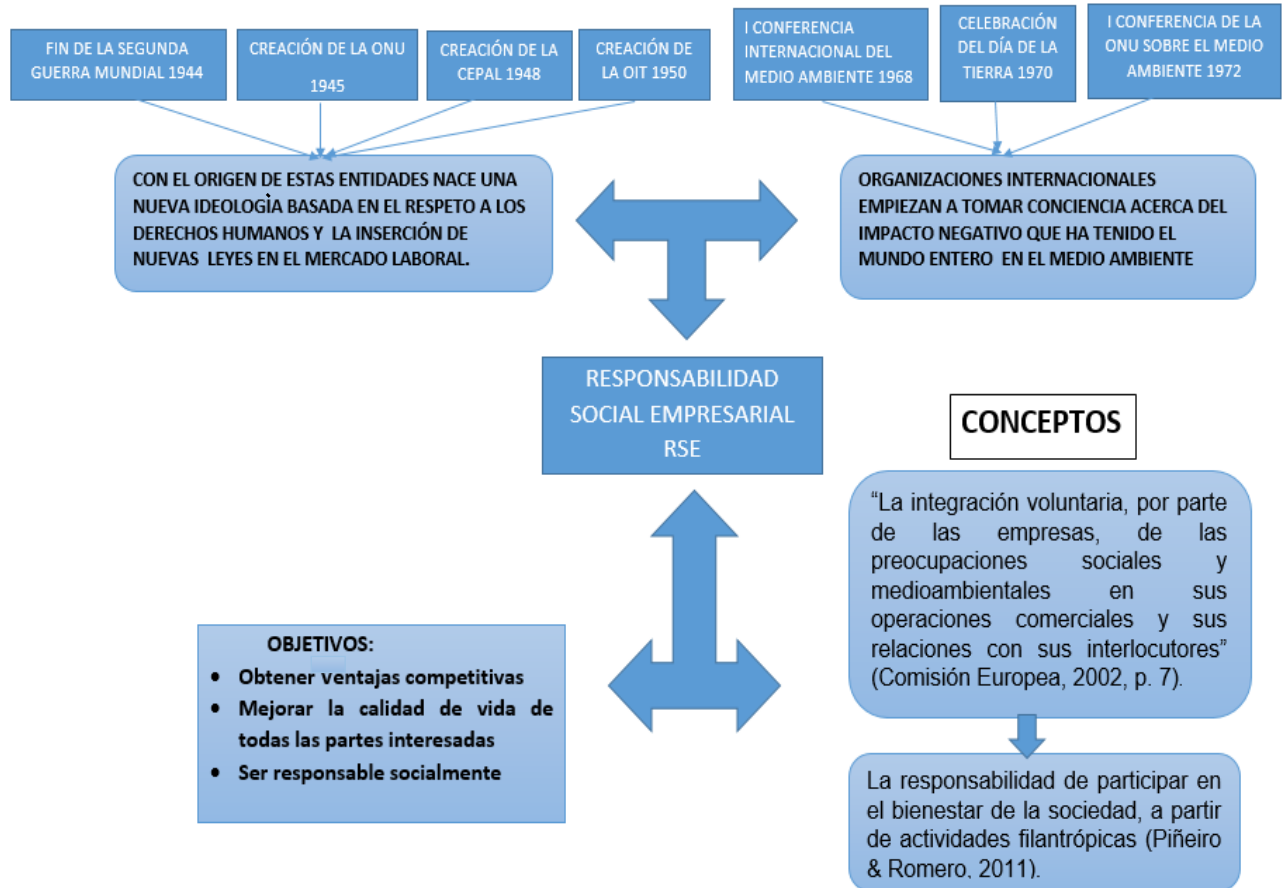 FIN DE LA SEGUNDA
GUERRA MUNDIAL 1944
CREACIÓN DE LA ONU
1945
CREACIÓN DE LA
CEPAL 1948
CREACIÓN DE
LA OIT 1950
I CONFERENCIA
INTERNACIONAL DEL
MEDIO AMBIENTE 1968
CELEBRACIÓN
DEL DÍA DE LA
TIERRA 1970
I CONFERENCIA DE LA
ONU SOBRE EL MEDIO
AMBIENTE 1972
CON EL ORIGEN DE ESTAS ENTIDADES NACE UNA
NUEVA IDEOLOGÌA BASADA EN EL RESPETO A LOS
DERECHOS HUMANOS Y LA INSERCIÓN DE
NUEVAS LEYES EN EL MERCADO LABORAL.
ORGANIZACIONES INTERNACIONALES
EMPIEZAN A TOMAR CONCIENCIA ACERCA DEL
IMPACTO NEGATIVO QUE HA TENIDO EL
MUNDO ENTERO EN EL MEDIO AMBIENTE
RESPONSABILIDAD
SOCIAL EMPRESARIAL
RSE
CONCEPTOS
“La integración voluntaria, por parte
de las empresas, de las
preocupaciones sociales y
medioambientales en sus
operaciones comerciales y sus
relaciones con sus interlocutores”
(Comisión Europea, 2002, p. 7).
OBJETIVOS:
• Obtener ventajas competitivas
• Mejorar la calidad de vida de
todas las partes interesadas
• Ser responsable socialmente
La responsabilidad de participar en
el bienestar de la sociedad, a partir
de actividades filantrópicas (Piñeiro
& Romero, 2011).